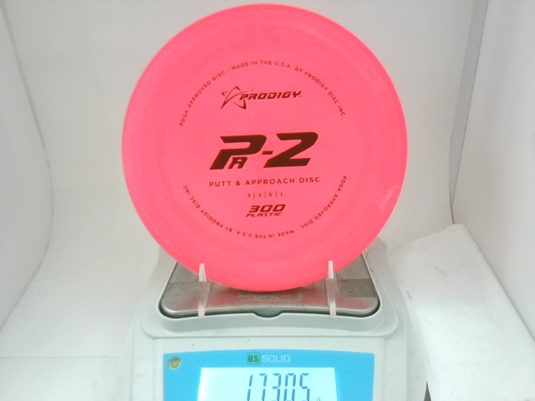 PDGA APPROVED DISC - MADE IN THE U.S.A. BY PRODIGY DISC INC.
PRODIGY
PA-2
PUTT & APPROACH DISC
300
PLASTIC
PDGA APPROVED DISC - MADE IN THE U.S.A. BY PRODIGY DISC INC.
US SOLID
173.05